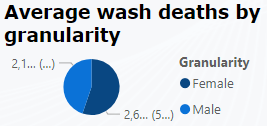 Average wash deaths by
granularity
2,1... (...)
Granularity
Female
Male
2,6... (5...)